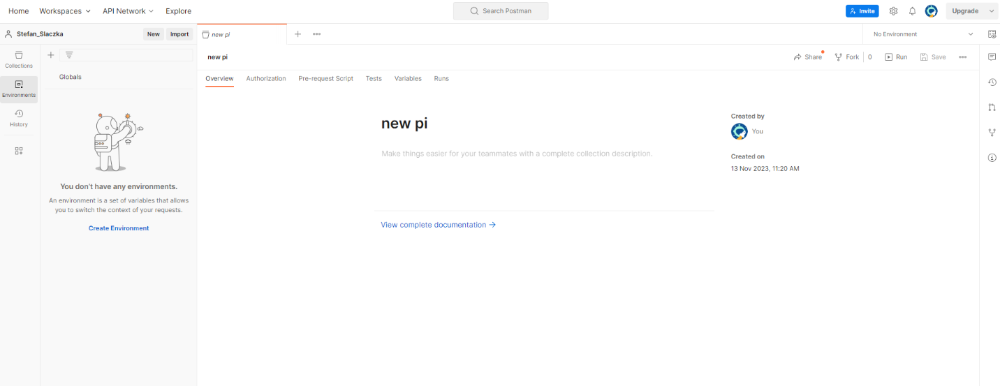 Home Workspaces API Network Explore Search Postman Invite Upgrade
Stefan_Slaczka New Import new pi No Environment
new pi Share Fork 0 Run Save
Collections
Globals
Overview Authorization Pre-request Script Tests Variables Runs
Environments
History
new pi
Make things easier for your teammates with a complete collection description.
View complete documentation →
Created by
You
Created on
13 Nov 2023, 11:20 AM
You don't have any environments.
An environment is a set of variables that allows
you to switch the context of your requests.
Create Environment